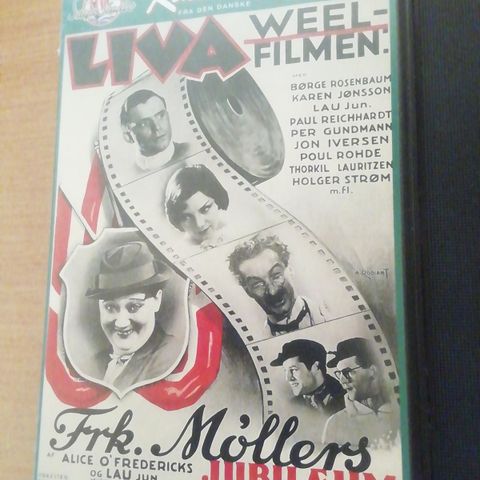 FRA DEN DANSKE
LIVA WEEL-
FILMEN:
MED
BØRGE ROSENBAUM
KAREN JØNSSON
LAU Jun.
PAUL REICHHARDT
PER GUNDMANN
JON IVERSEN
POUL ROHDE
THORKIL LAURITZEN
HOLGER STRØM
m.fl.
Frk. Möllers
JUBILÆUM
AF ALICE O'FREDERICKS
OG LAU JUN